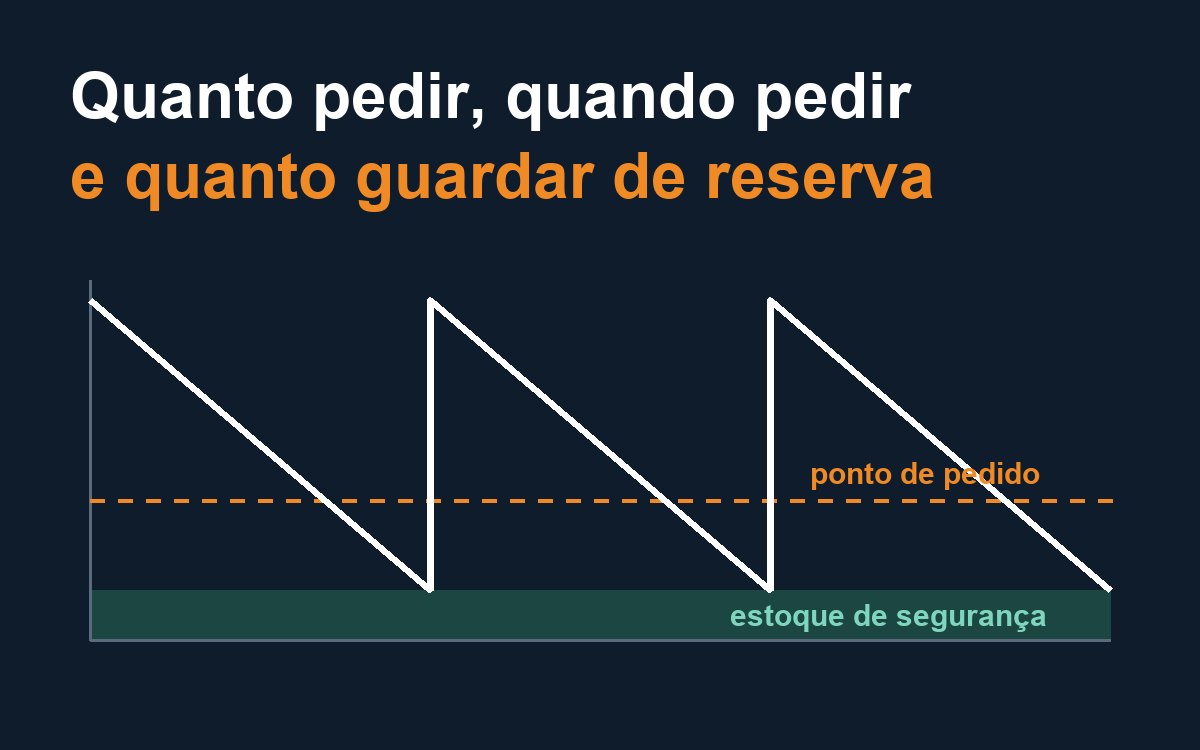 Quanto pedir, quando pedir
e quanto guardar de reserva
ponto de pedido
estoque de segurança